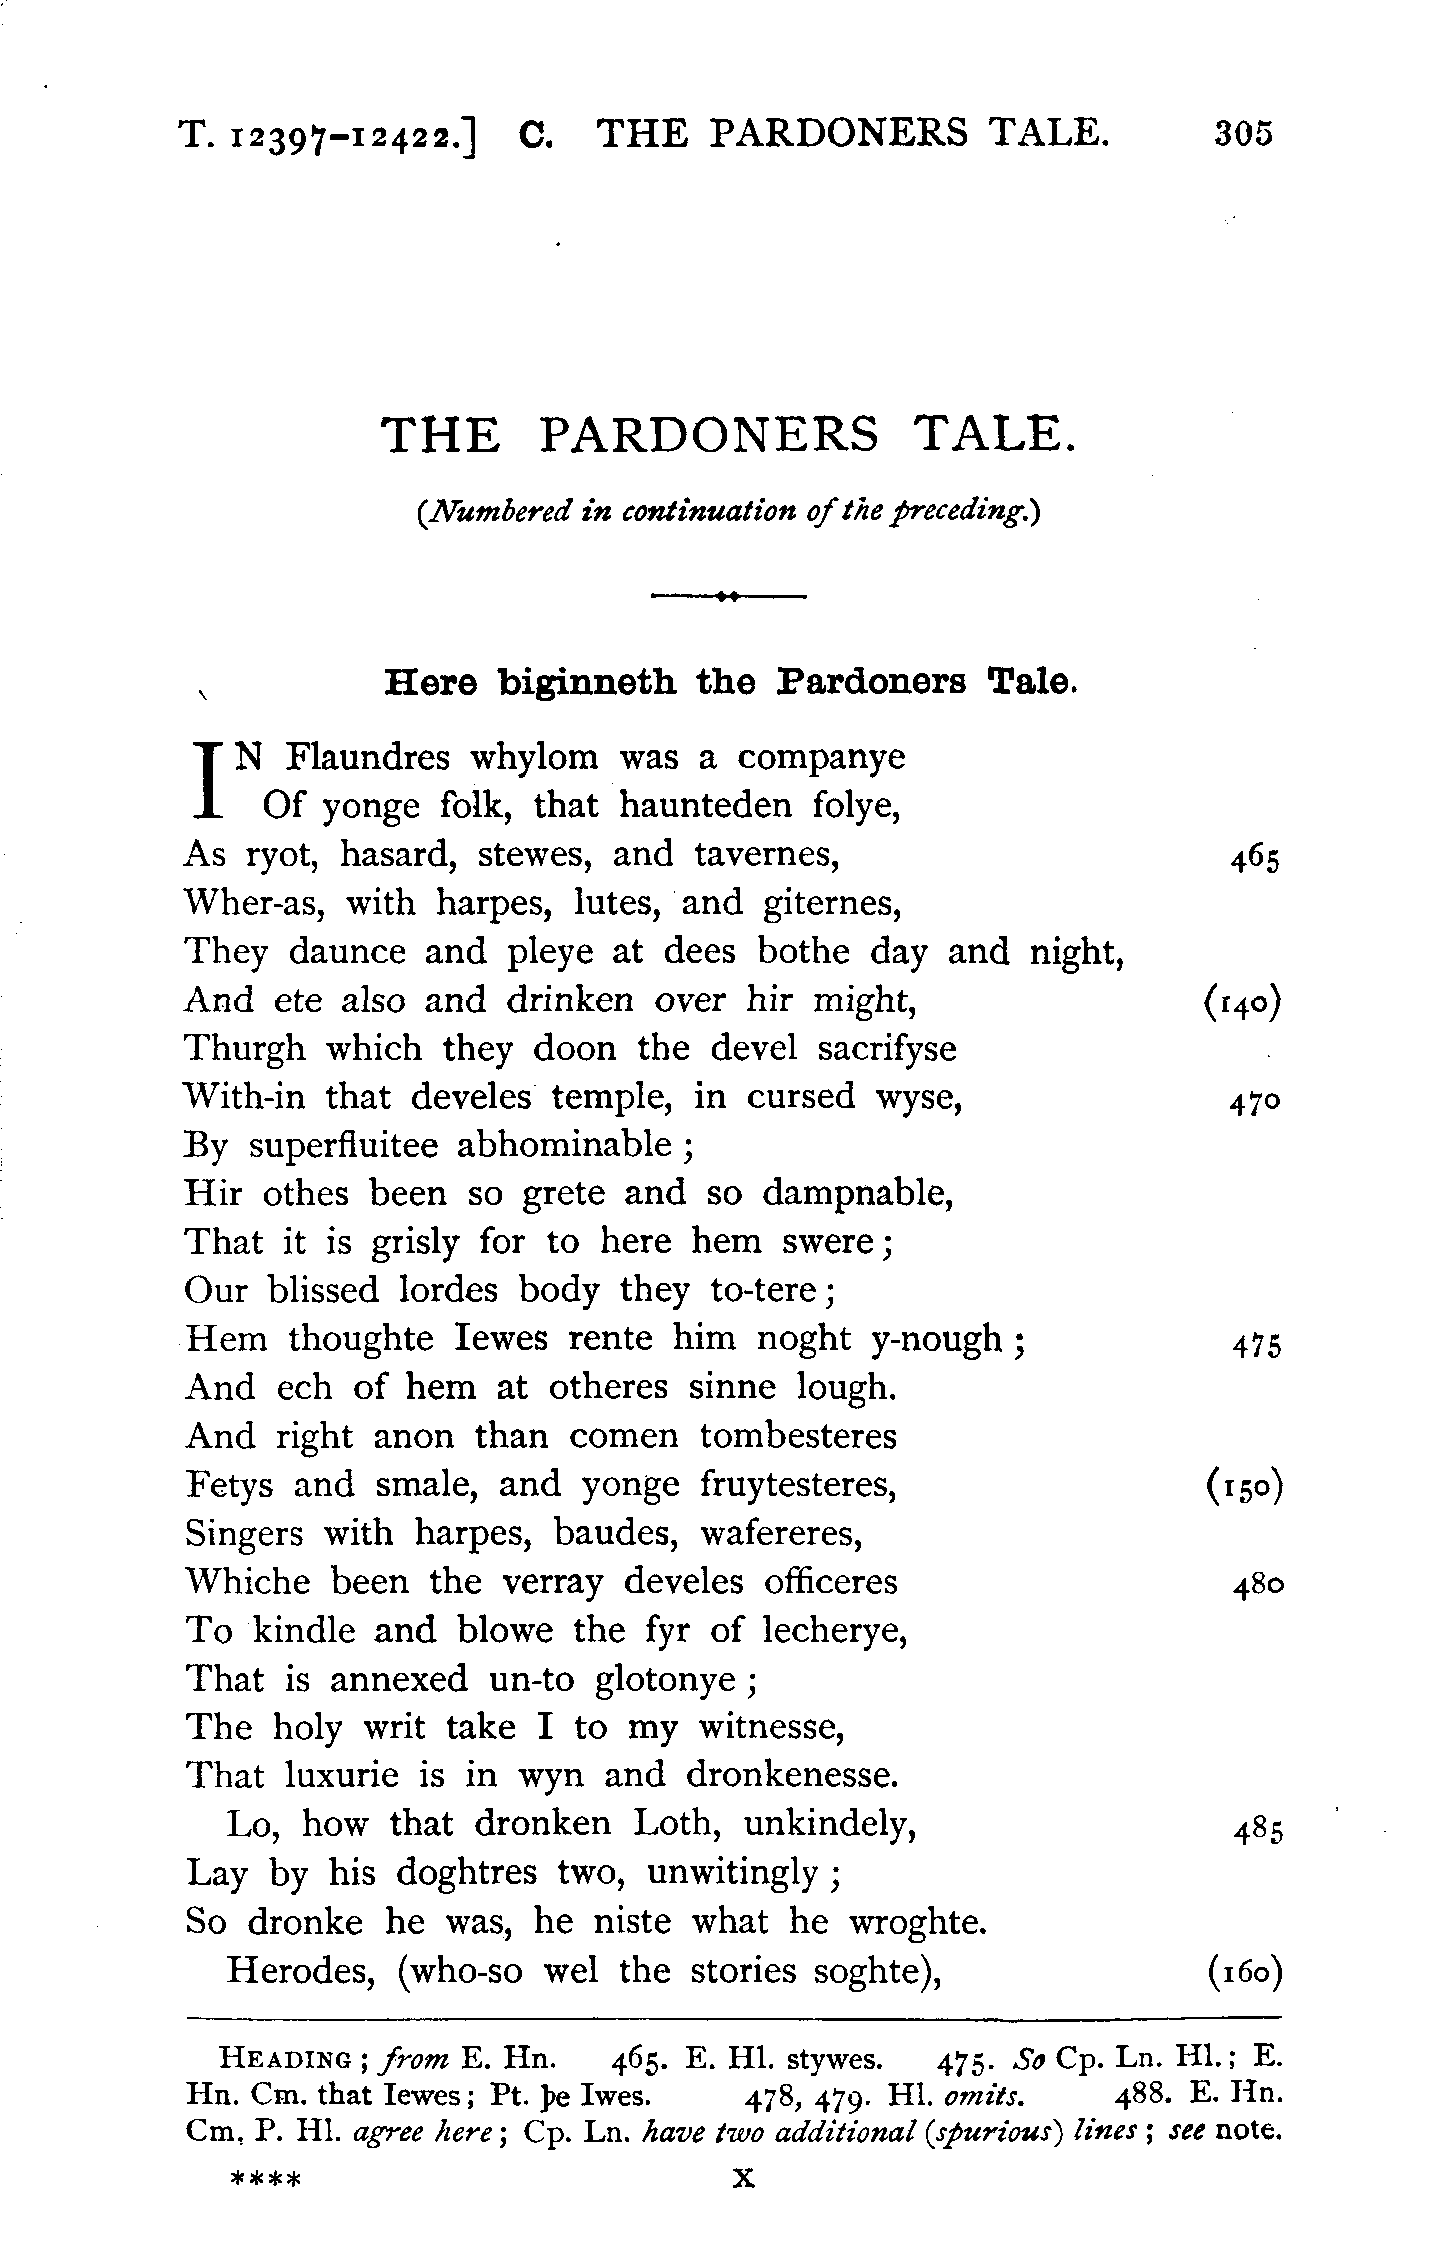 T. 12397–12422.] C. THE PARDONERS TALE. 305
THE PARDONERS TALE.
(Numbered in continuation of the preceding.)
Here biginneth the Pardoners Tale.
IN Flaundres whylom was a companye
Of yonge folk, that haunteden folye,
As ryot, hasard, stewes, and tavernes, 465
Wher-as, with harpes, lutes, and giternes,
They daunce and pleye at dees bothe day and night,
And ete also and drinken over hir might, (140)
Thurgh which they doon the devel sacrifyse
With-in that develes temple, in cursed wyse, 470
By superfluitee abhominable ;
Hir othes been so grete and so dampnable,
That it is grisly for to here hem swere ;
Our blissed lordes body they to-tere ;
Hem thoughte Iewes rente him noght y-nough ; 475
And ech of hem at otheres sinne lough.
And right anon than comen tombesteres
Fetys and smale, and yonge fruytesteres, (150)
Singers with harpes, baudes, wafereres,
Whiche been the verray develes officeres 480
To kindle and blowe the fyr of lecherye,
That is annexed un-to glotonye ;
The holy writ take I to my witnesse,
That luxurie is in wyn and dronkenesse.
Lo, how that dronken Loth, unkindely, 485
Lay by his doghtres two, unwitingly ;
So dronke he was, he niste what he wroghte.
Herodes, (who-so wel the stories soghte), (160)
HEADING ; from E. Hn. 465. E. Hl. stywes. 475. So Cp. Ln. Hl. ; E.
Hn. Cm. that Iewes ; Pt. þe Iwes. 478, 479. Hl. omits. 488. E. Hn.
Cm. P. Hl. agree here ; Cp. Ln. have two additional (spurious) lines ; see note.
**** X